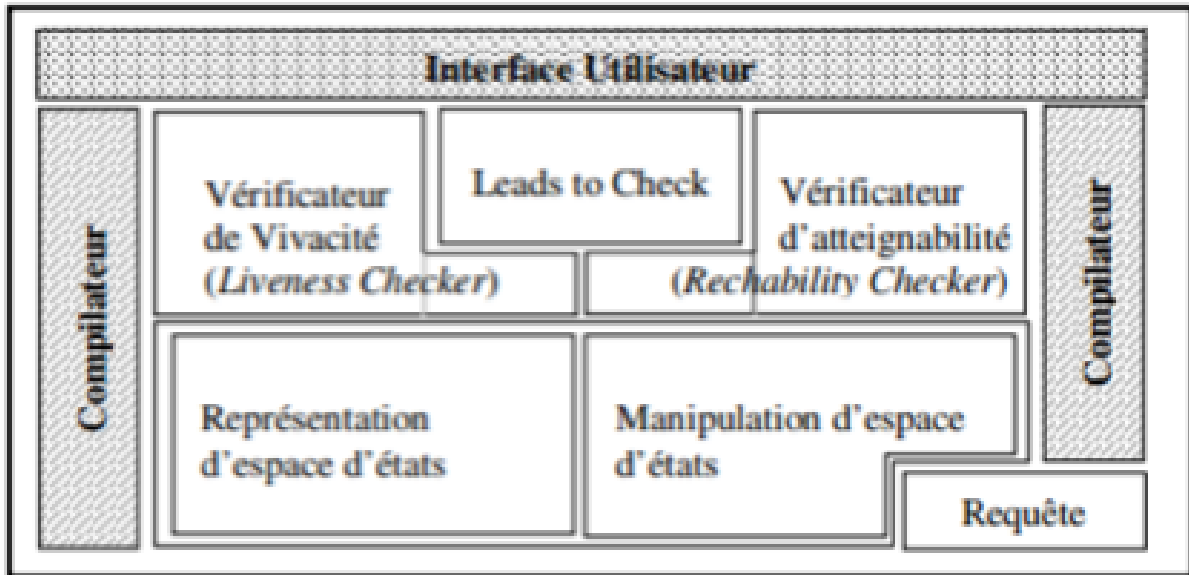 Interface Utilisateur
Compilateur
Vérificateur
de Vivacité
(Liveness Checker)
Leads to Check
Vérificateur
d'atteignabilité
(Rechability Checker)
Compilateur
Représentation
d'espace d'états
Manipulation d'espace
d'états
Requête